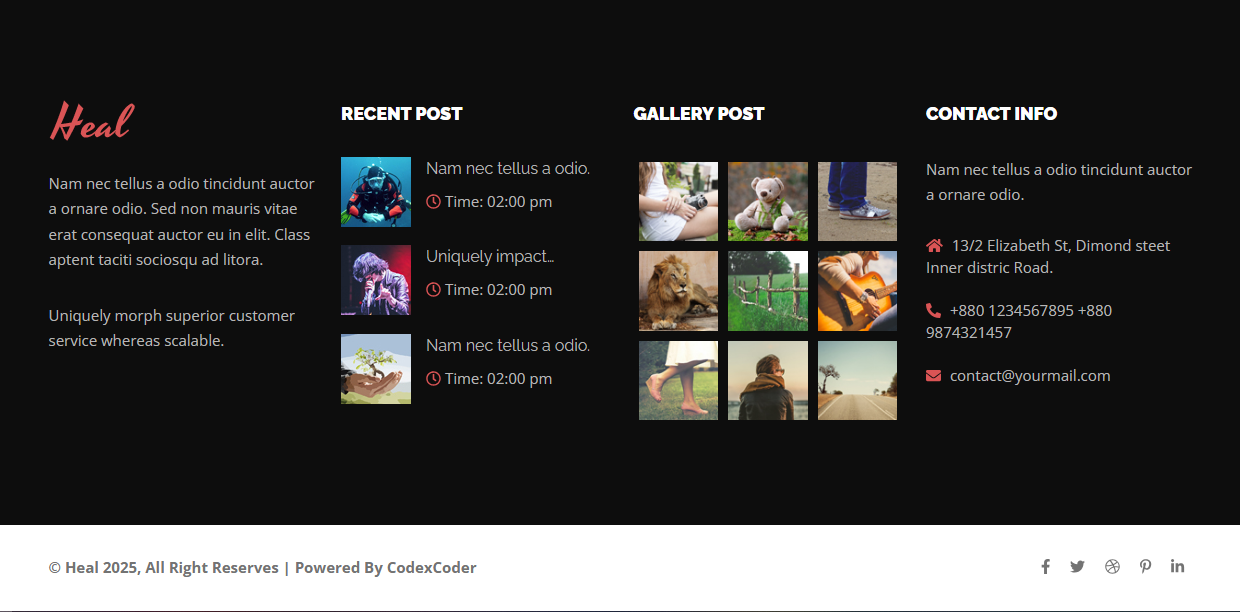 Heal
Nam nec tellus a odio tincidunt auctor
a ornare odio. Sed non mauris vitae
erat consequat auctor eu in elit. Class
aptent taciti sociosqu ad litora.
Uniquely morph superior customer
service whereas scalable.
RECENT POST
Nam nec tellus a odio.
Time: 02:00 pm
Uniquely impact...
Time: 02:00 pm
Nam nec tellus a odio.
Time: 02:00 pm
GALLERY POST
CONTACT INFO
Nam nec tellus a odio tincidunt auctor
a ornare odio.
13/2 Elizabeth St, Dimond steet
Inner distric Road.
+880 1234567895 +880
9874321457
contact@yourmail.com
© Heal 2025, All Right Reserves | Powered By CodexCoder